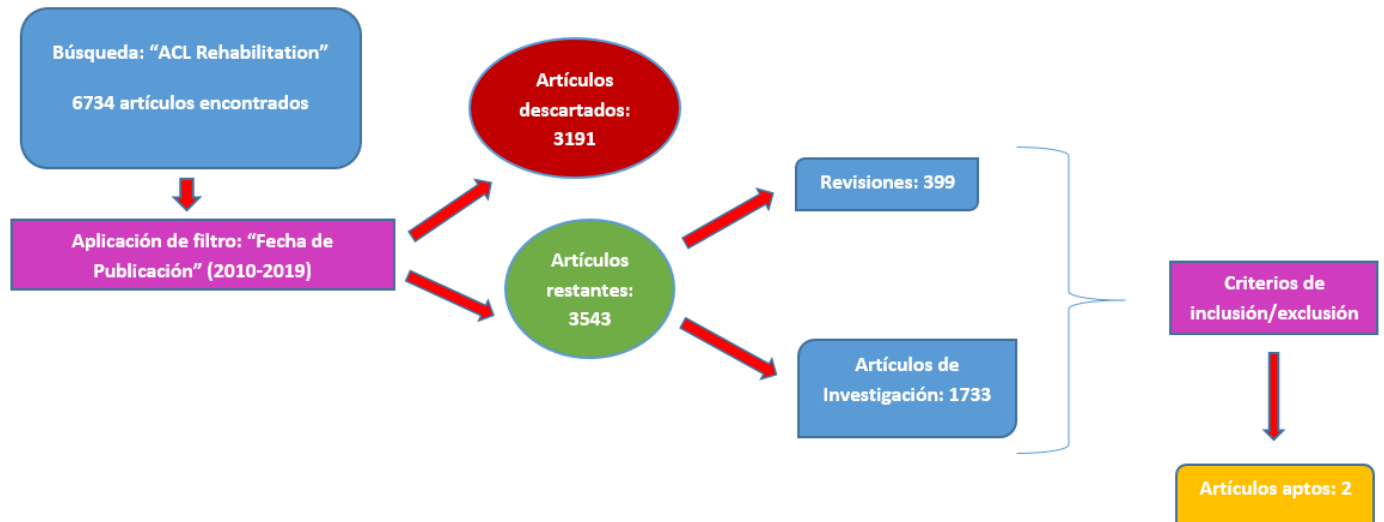 Búsqueda: “ACL Rehabilitation”
6734 artículos encontrados
Aplicación de filtro: “Fecha de
Publicación” (2010-2019)
Artículos
descartados:
3191
Artículos
restantes:
3543
Revisiones: 399
Artículos de
Investigación: 1733
Criterios de
inclusión/exclusión
Artículos aptos: 2